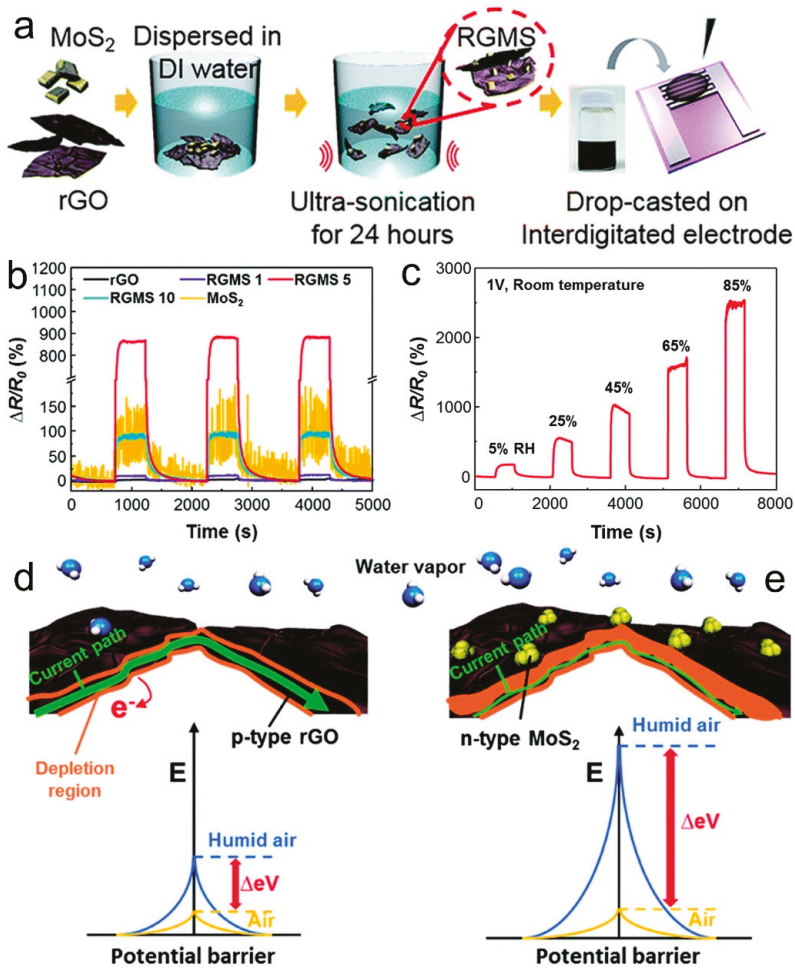 a
MoS2
Dispersed in
DI water
RGMS
rGO
Ultra-sonication
for 24 hours
Drop-casted on
Interdigitated electrode
b
rGO RGMS 1 RGMS 5
RGMS 10 MoS2
ΔR/R0 (%)
1200
1100
1000
900
800
150
100
50
0
0 1000 2000 3000 4000 5000
Time (s)
c
1V, Room temperature
ΔR/R0 (%)
3000
2500
1500
1000
0
5% RH
25%
45%
65%
85%
0 2000 4000 6000 8000
Time (s)
d
Water vapor
e
Current path
e-
p-type rGO
Depletion
region
E
Humid air
ΔeV
Air
Potential barrier
Current path
n-type MoS2
E
Humid air
ΔeV
Air
Potential barrier